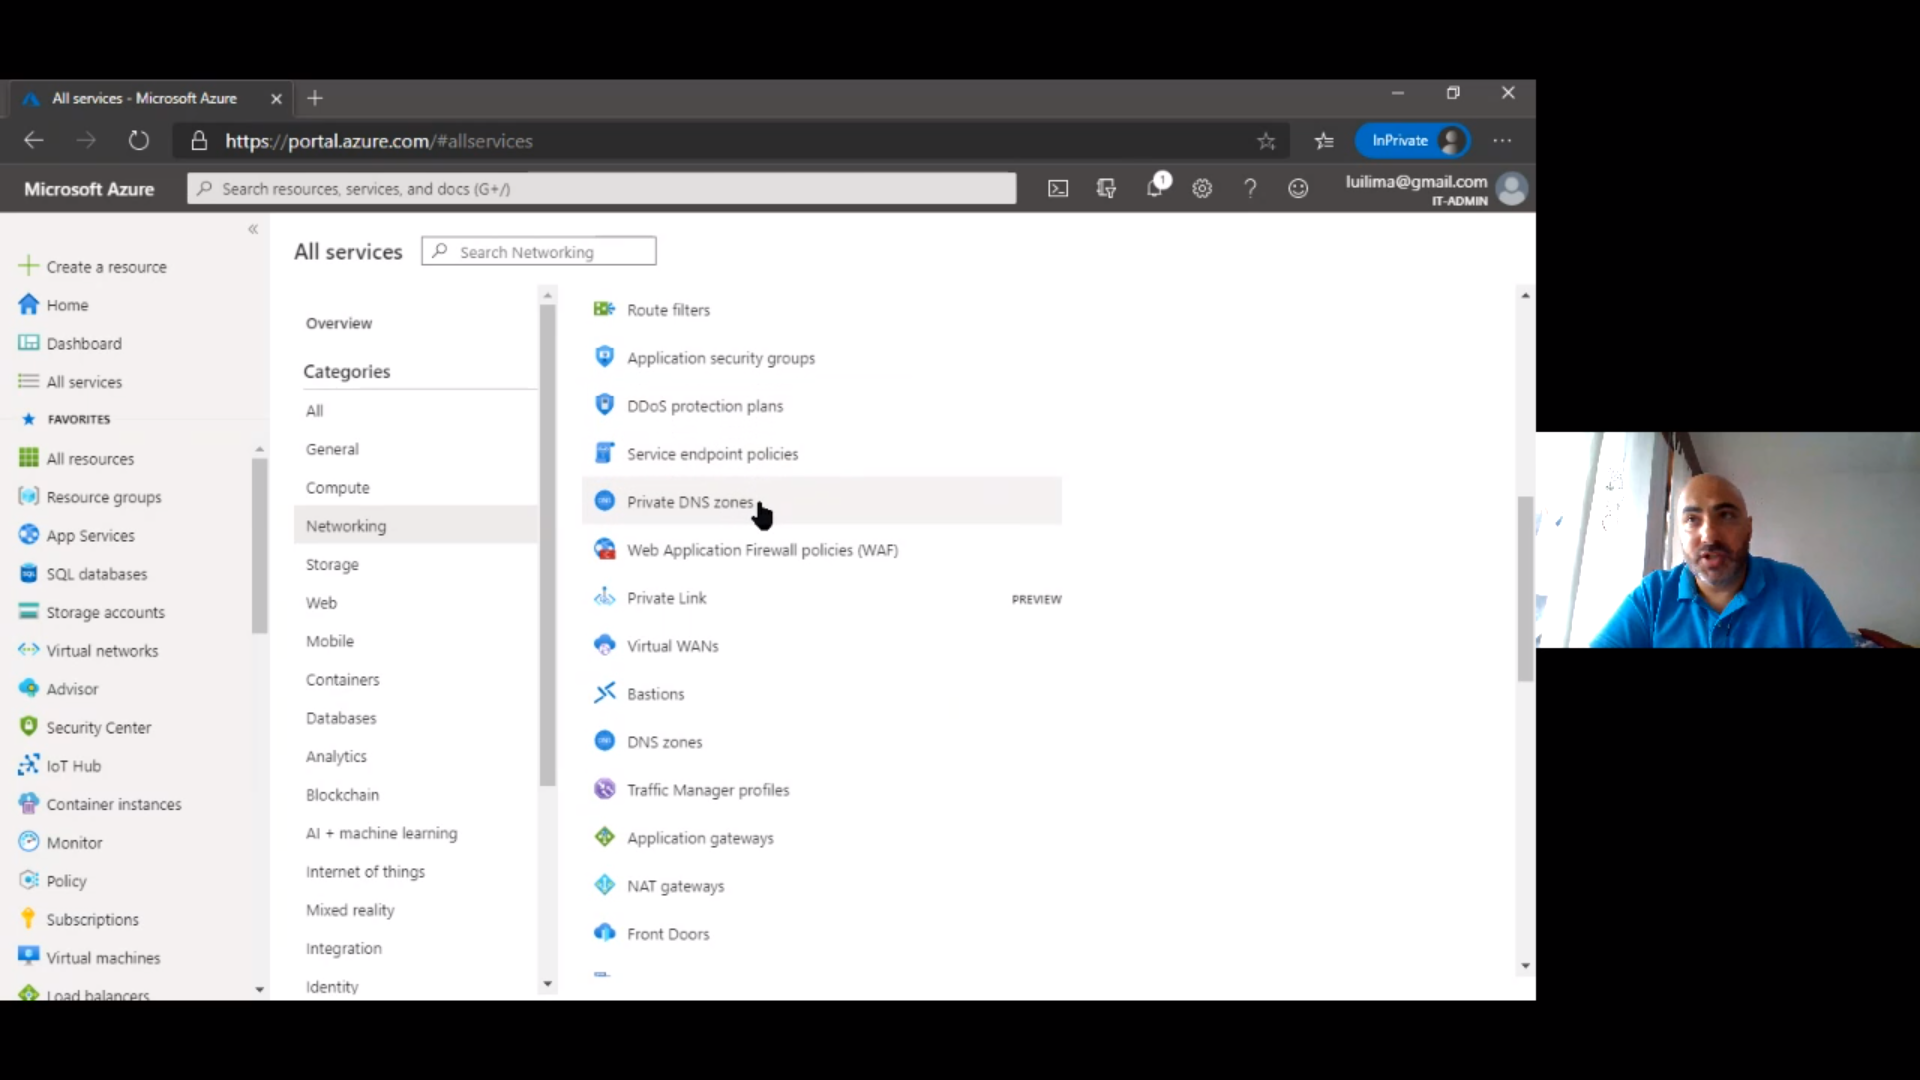 All services - Microsoft Azure
https://portal.azure.com/#allservices
InPrivate
Microsoft Azure
Search resources, services, and docs (G+/)
1
luilima@gmail.com
IT-ADMIN
Create a resource
Home
Dashboard
All services
FAVORITES
All resources
Resource groups
App Services
SQL databases
Storage accounts
Virtual networks
Advisor
Security Center
IoT Hub
Container instances
Monitor
Policy
Subscriptions
Virtual machines
Load balancers
All services
Search Networking
Overview
Categories
All
General
Compute
Networking
Storage
Web
Mobile
Containers
Databases
Analytics
Blockchain
AI + machine learning
Internet of things
Mixed reality
Integration
Identity
Route filters
Application security groups
DDoS protection plans
Service endpoint policies
Private DNS zones
Web Application Firewall policies (WAF)
Private Link PREVIEW
Virtual WANs
Bastions
DNS zones
Traffic Manager profiles
Application gateways
NAT gateways
Front Doors